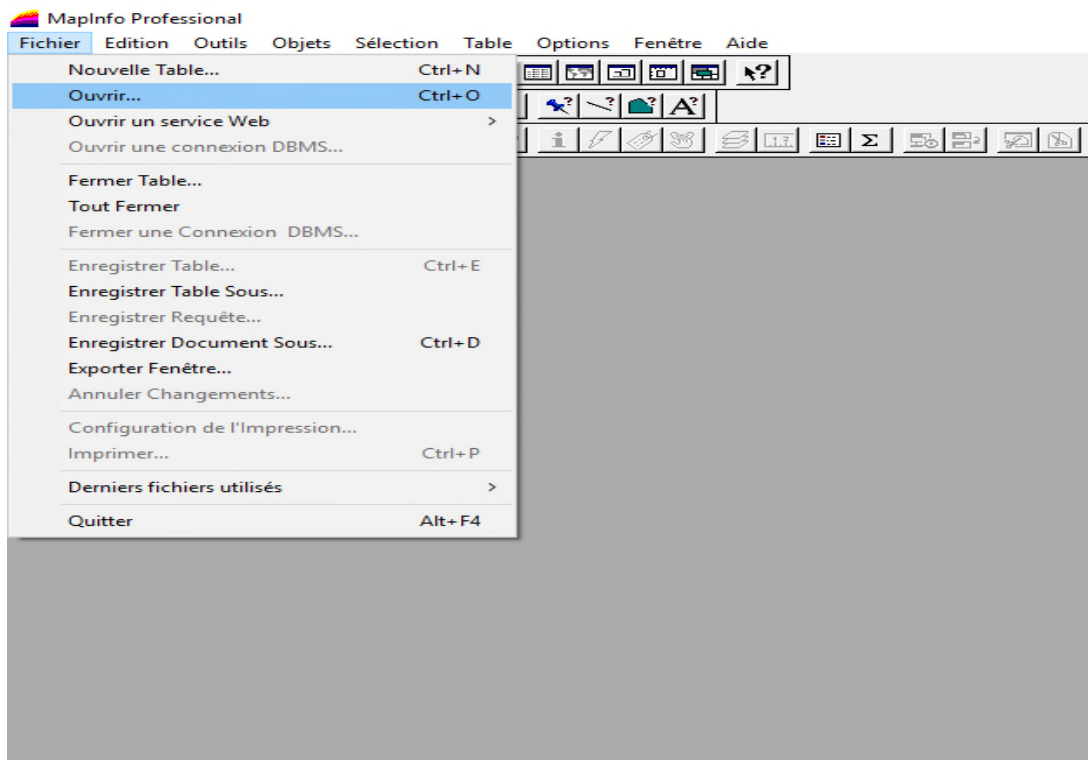 MapInfo Professional
Fichier Edition Outils Objets Sélection Table Options Fenêtre Aide
Nouvelle Table... Ctrl+N
Ouvrir... Ctrl+O
Ouvrir un service Web >
Ouvrir une connexion DBMS...
Fermer Table...
Tout Fermer
Fermer une Connexion DBMS...
Enregistrer Table... Ctrl+E
Enregistrer Table Sous...
Enregistrer Requête...
Enregistrer Document Sous... Ctrl+D
Exporter Fenêtre...
Annuler Changements...
Configuration de l'Impression...
Imprimer... Ctrl+P
Derniers fichiers utilisés >
Quitter Alt+F4